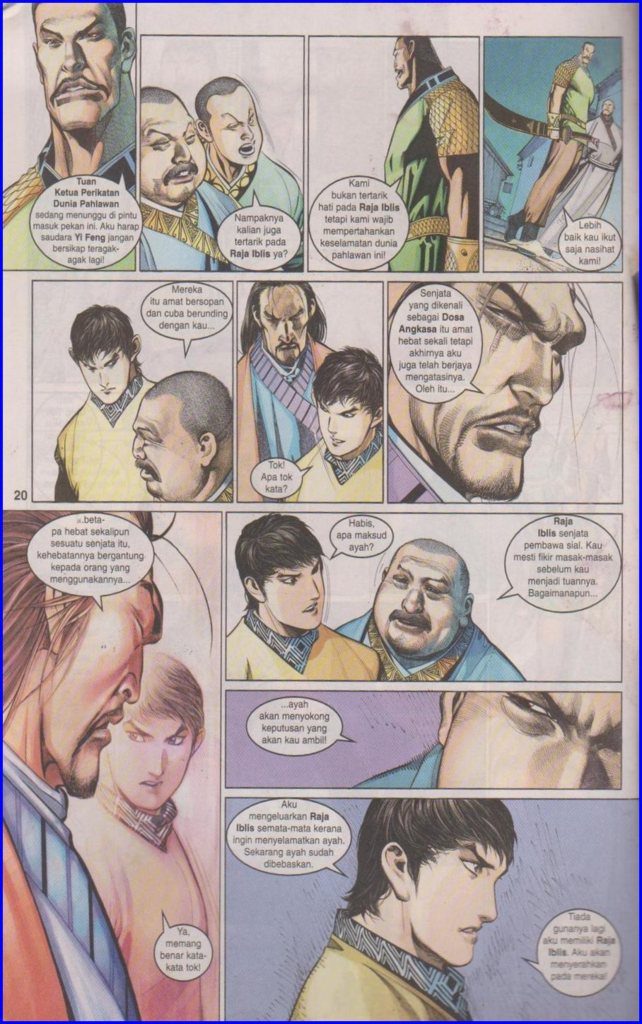 Tuan
Ketua Perikatan
Dunia Pahlawan
sedang menunggu di pintu
masuk pekan ini. Aku harap
saudara Yi Feng jangan
bersikap teragak-
agak lagi!
Nampaknya
kalian juga
tertarik pada
Raja Iblis ya?
Kami
bukan tertarik
hati pada Raja Iblis
tetapi kami wajib
mempertahankan
keselamatan dunia
pahlawan ini!
Lebih
baik kau ikut
saja nasihat
kami!
Mereka
itu amat bersopan
dan cuba berunding
dengan kau...
Tok!
Apa tok
kata?
Senjata
yang dikenali
sebagai Dosa
Angkasa itu amat
hebat sekali tetapi
akhirnya aku
juga telah berjaya
mengatasinya.
Oleh itu...
20
...beta-
pa hebat sekalipun
sesuatu senjata itu,
kehebatannya bergantung
kepada orang yang
menggunakannya...
Ya,
memang
benar kata-
kata tok!
Habis,
apa maksud
ayah?
Raja
Iblis senjata
pembawa sial. Kau
mesti fikir masak-masak
sebelum kau
menjadi tuannya.
Bagaimanapun...
...ayah
akan menyokong
keputusan yang
akan kau ambil!
Aku
mengeluarkan Raja
Iblis semata-mata kerana
ingin menyelamatkan ayah.
Sekarang ayah sudah
dibebaskan.
Tiada
gunanya lagi
aku memiliki Raja
Iblis. Aku akan
menyerahkan
pada mereka!